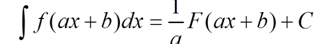 ∫ f(ax+b)dx = 1/a F(ax+b)+C